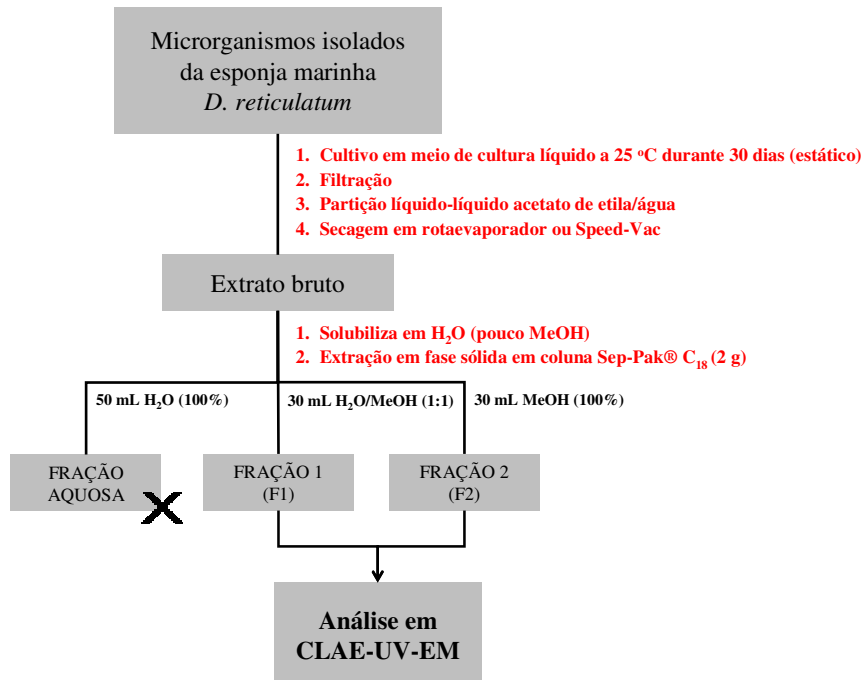 Microrganismos isolados
da esponja marinha
D. reticulatum
1. Cultivo em meio de cultura líquido a 25 ºC durante 30 dias (estático)
2. Filtração
3. Partição líquido-líquido acetato de etila/água
4. Secagem em rotaevaporador ou Speed-Vac
Extrato bruto
1. Solubiliza em H₂O (pouco MeOH)
2. Extração em fase sólida em coluna Sep-Pak® C₁₈ (2 g)
50 mL H₂O (100%)
30 mL H₂O/MeOH (1:1)
30 mL MeOH (100%)
FRAÇÃO
AQUOSA
FRAÇÃO 1
(F1)
FRAÇÃO 2
(F2)
Análise em
CLAE-UV-EM